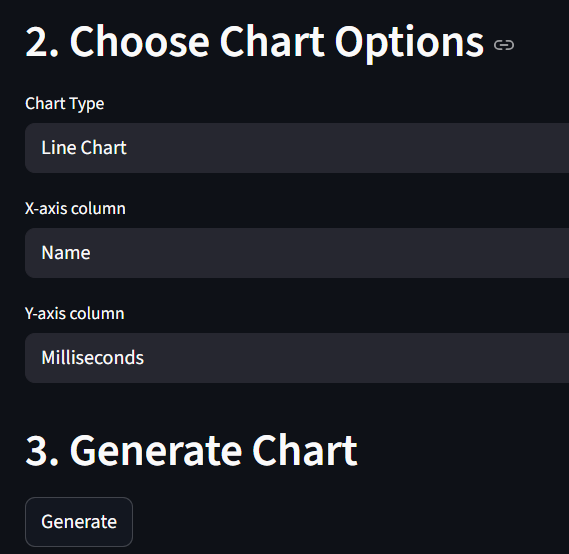 2. Choose Chart Options
Chart Type
Line Chart
X-axis column
Name
Y-axis column
Milliseconds
3. Generate Chart
Generate